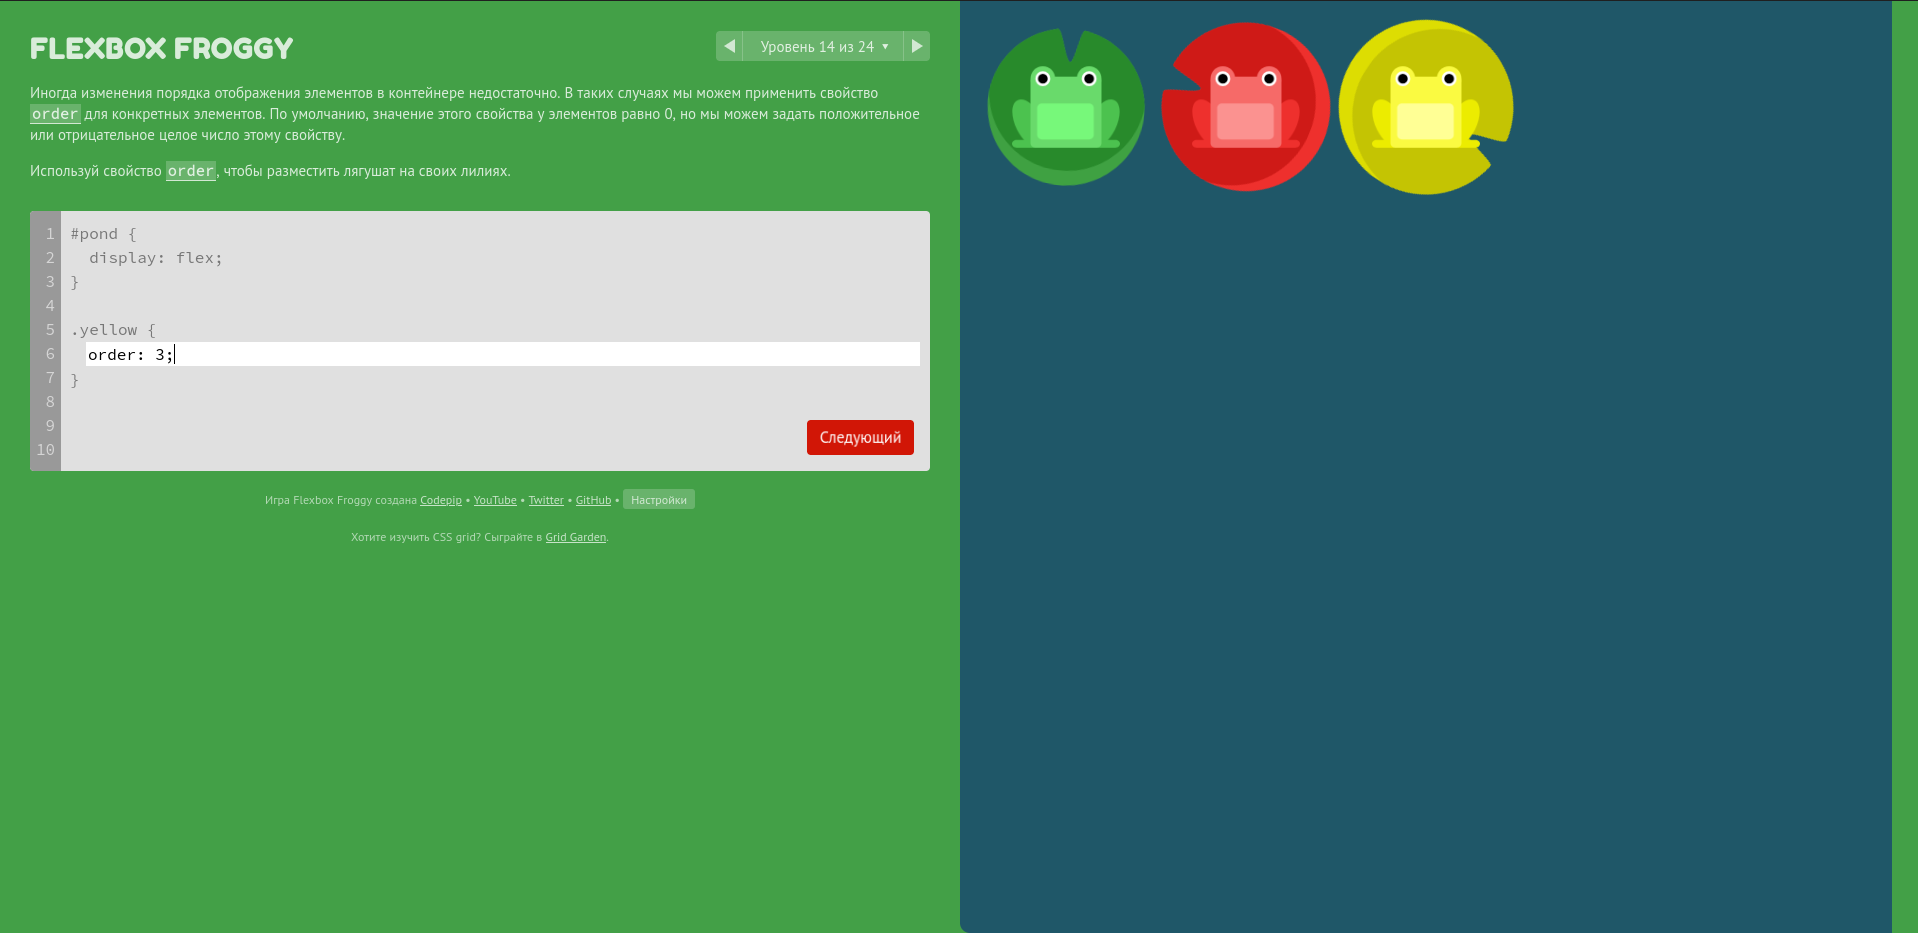 FLEXBOX FROGGY
Уровень 14 из 24 ▼
Иногда изменения порядка отображения элементов в контейнере недостаточно. В таких случаях мы можем применить свойство
order для конкретных элементов. По умолчанию, значение этого свойства у элементов равно 0, но мы можем задать положительное
или отрицательное целое число этому свойству.
Используй свойство order, чтобы разместить лягушат на своих лилиях.
1 #pond {
2 display: flex;
3 }
4
5 .yellow {
6 order: 3;
7 }
8
9
10
Следующий
Игра Flexbox Froggy создана Codepip • YouTube • Twitter • GitHub • Настройки
Хотите изучить CSS grid? Сыграйте в Grid Garden.